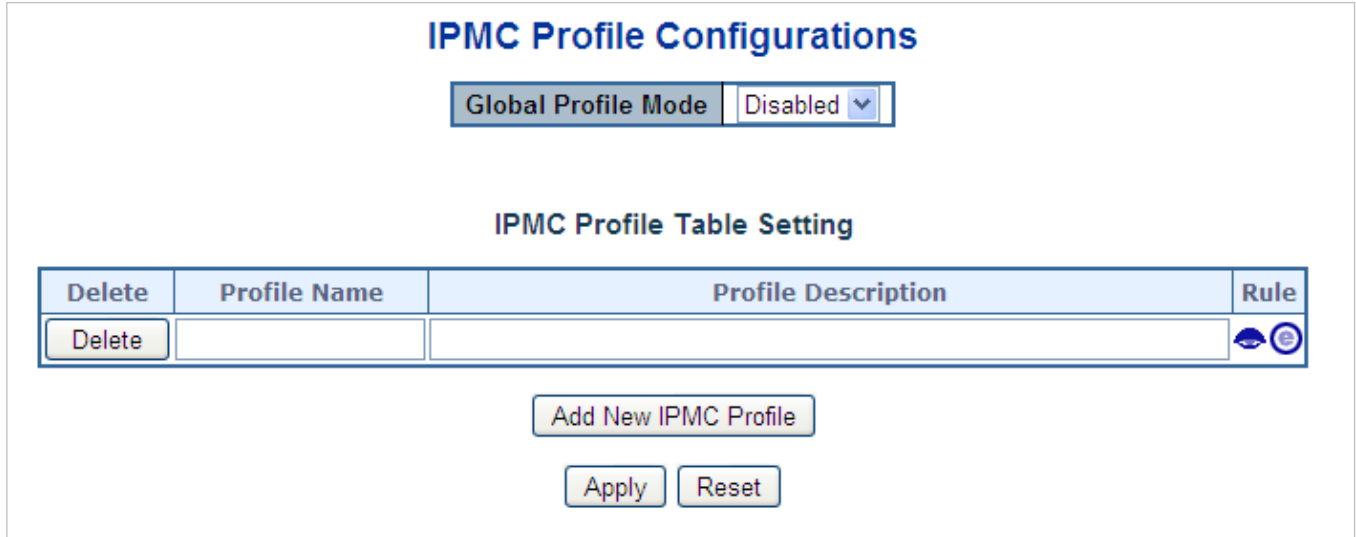 IPMC Profile Configurations
Global Profile Mode Disabled
IPMC Profile Table Setting
Delete Profile Name Profile Description Rule
Delete e
Add New IPMC Profile
Apply Reset